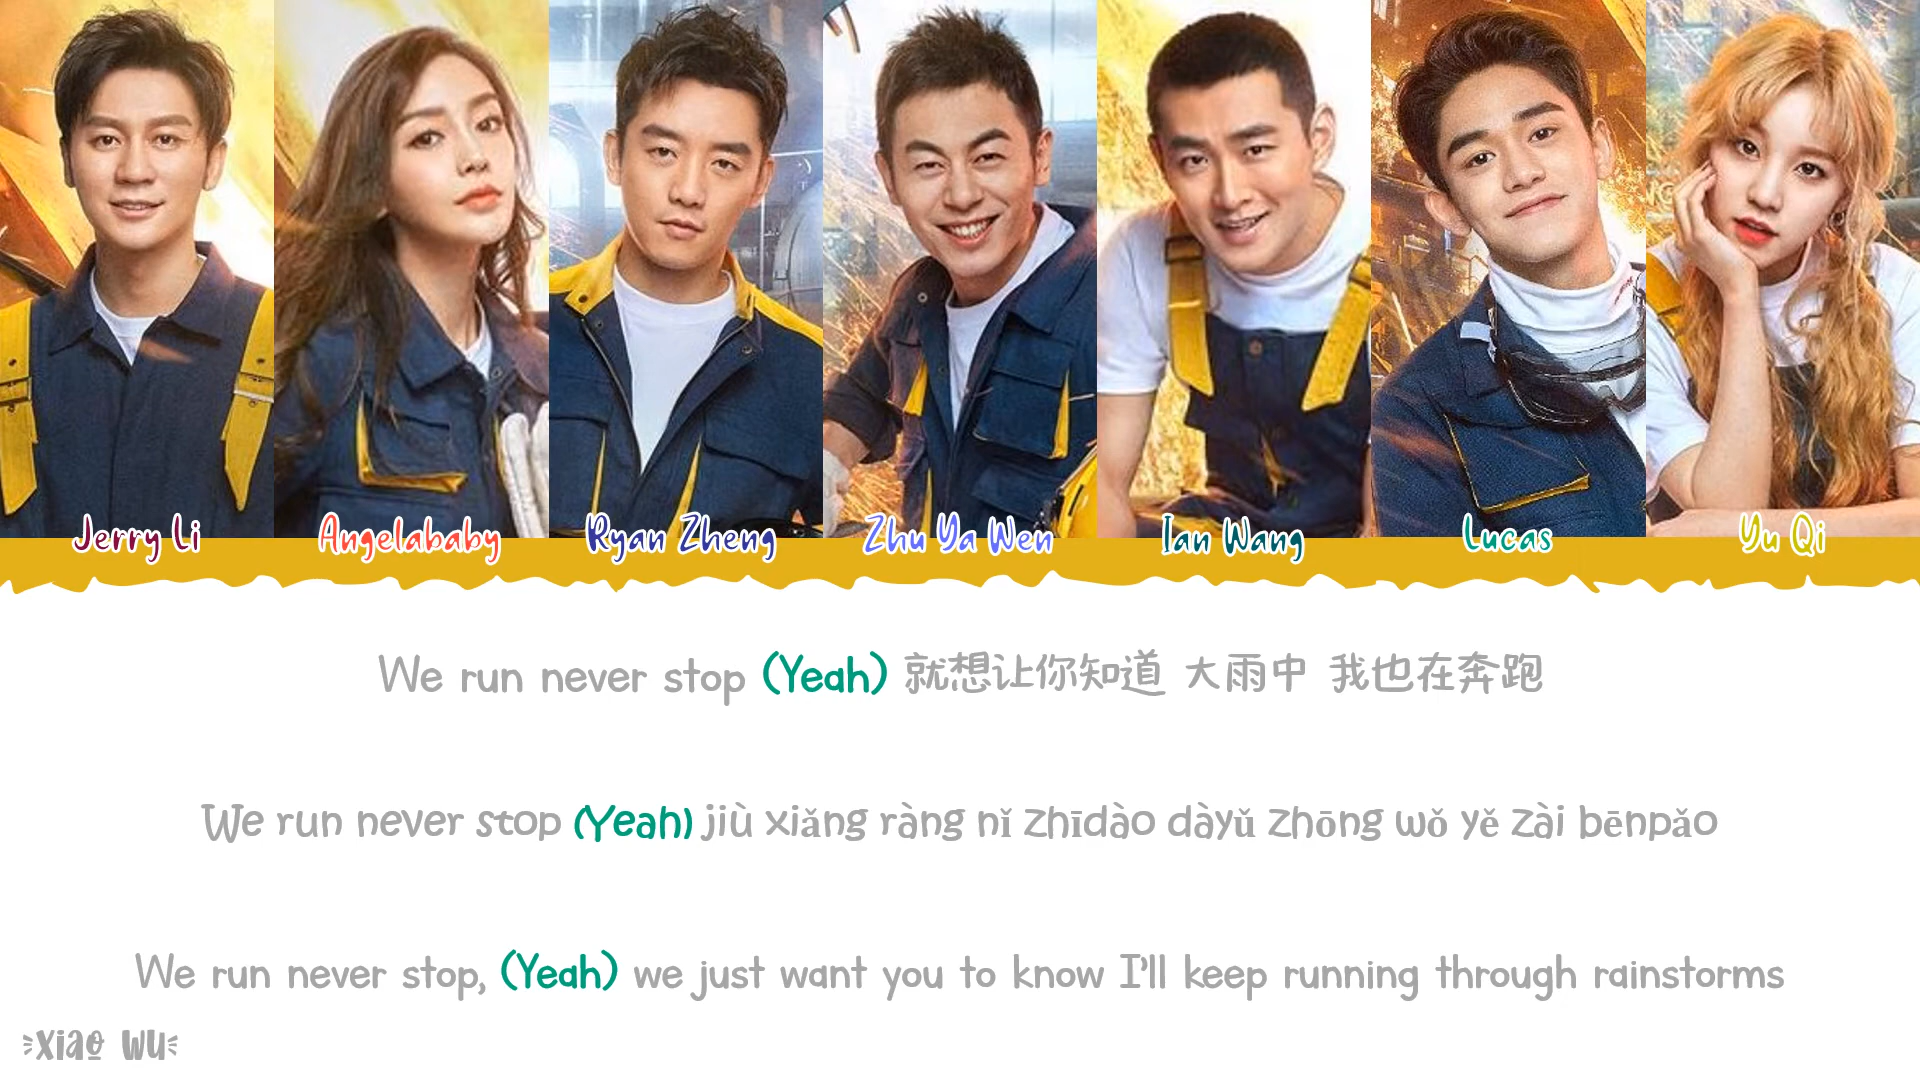 Jerry Li Angelababy Ryan Zheng Zhu Ya Wen Ian Wang Lucas Yu Qi
We run never stop (Yeah) 就想让你知道 大雨中 我也在奔跑
We run never stop (Yeah) jiù xiǎng ràng nǐ zhīdào dàyǔ zhōng wǒ yě zài bēnpǎo
We run never stop, (Yeah) we just want you to know I'll keep running through rainstorms
xiao wu